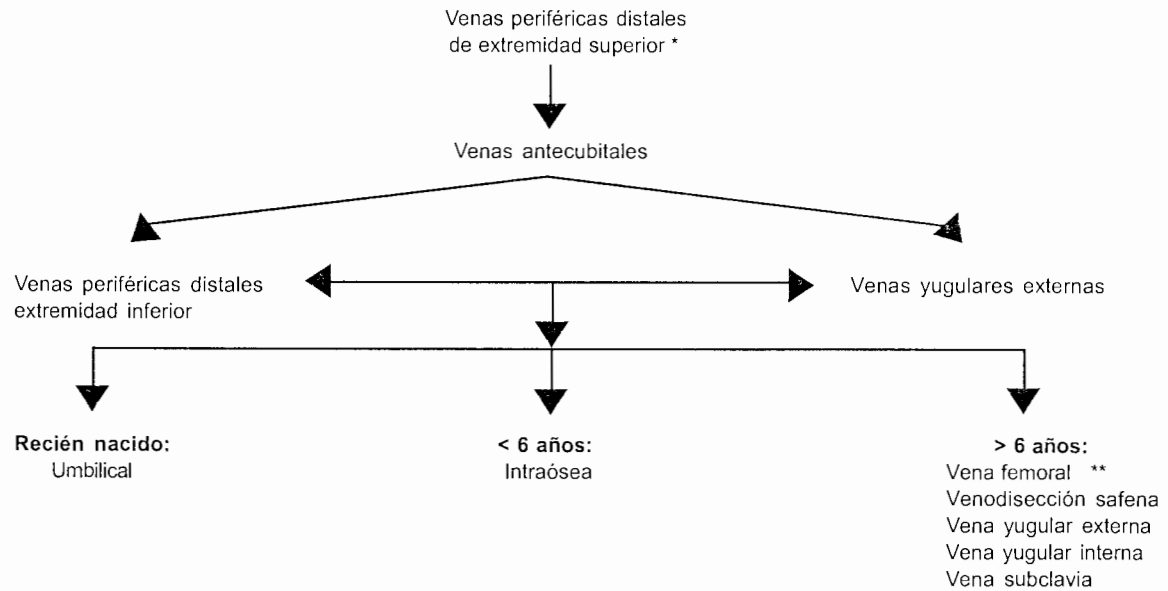 Venas periféricas distales
de extremidad superior *
Venas antecubitales
Venas periféricas distales
extremidad inferior
Venas yugulares externas
Recién nacido:
Umbilical
< 6 años:
Intraósea
> 6 años:
Vena femoral **
Venodisección safena
Vena yugular externa
Vena yugular interna
Vena subclavia